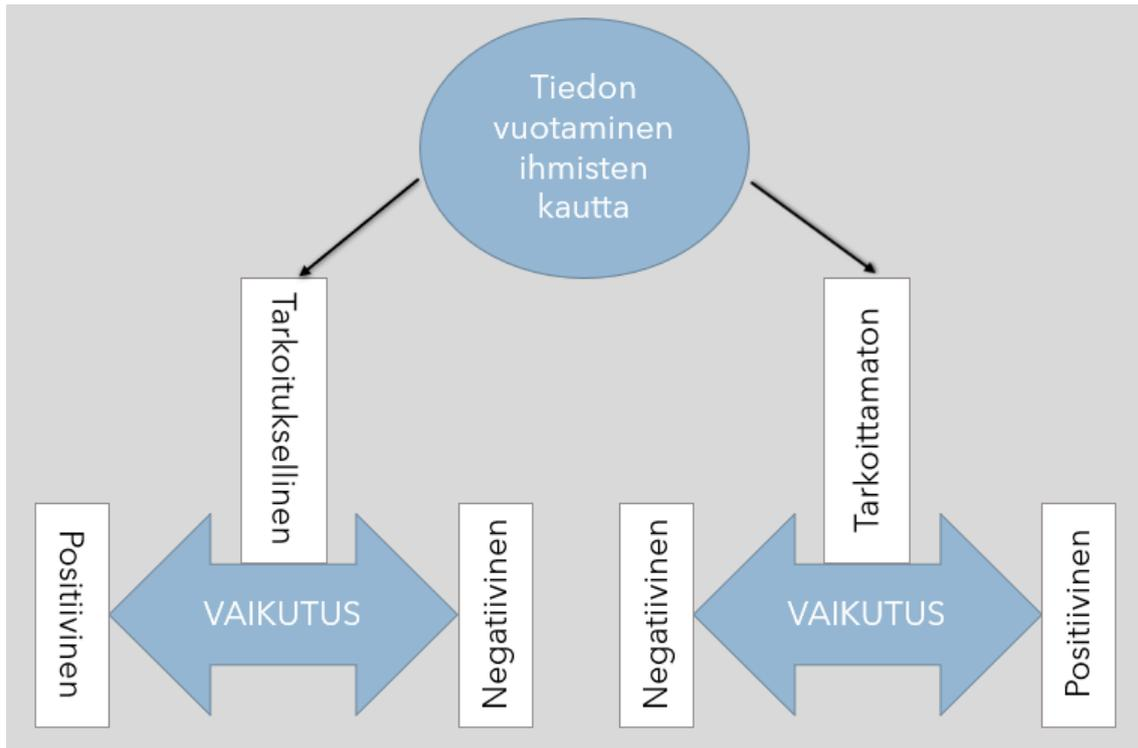 Tiedon
vuotaminen
ihmisten
kautta
Tarkoituksellinen
Tarkoittamaton
Positiivinen
VAIKUTUS
Negatiivinen
Negatiivinen
VAIKUTUS
Positiivinen